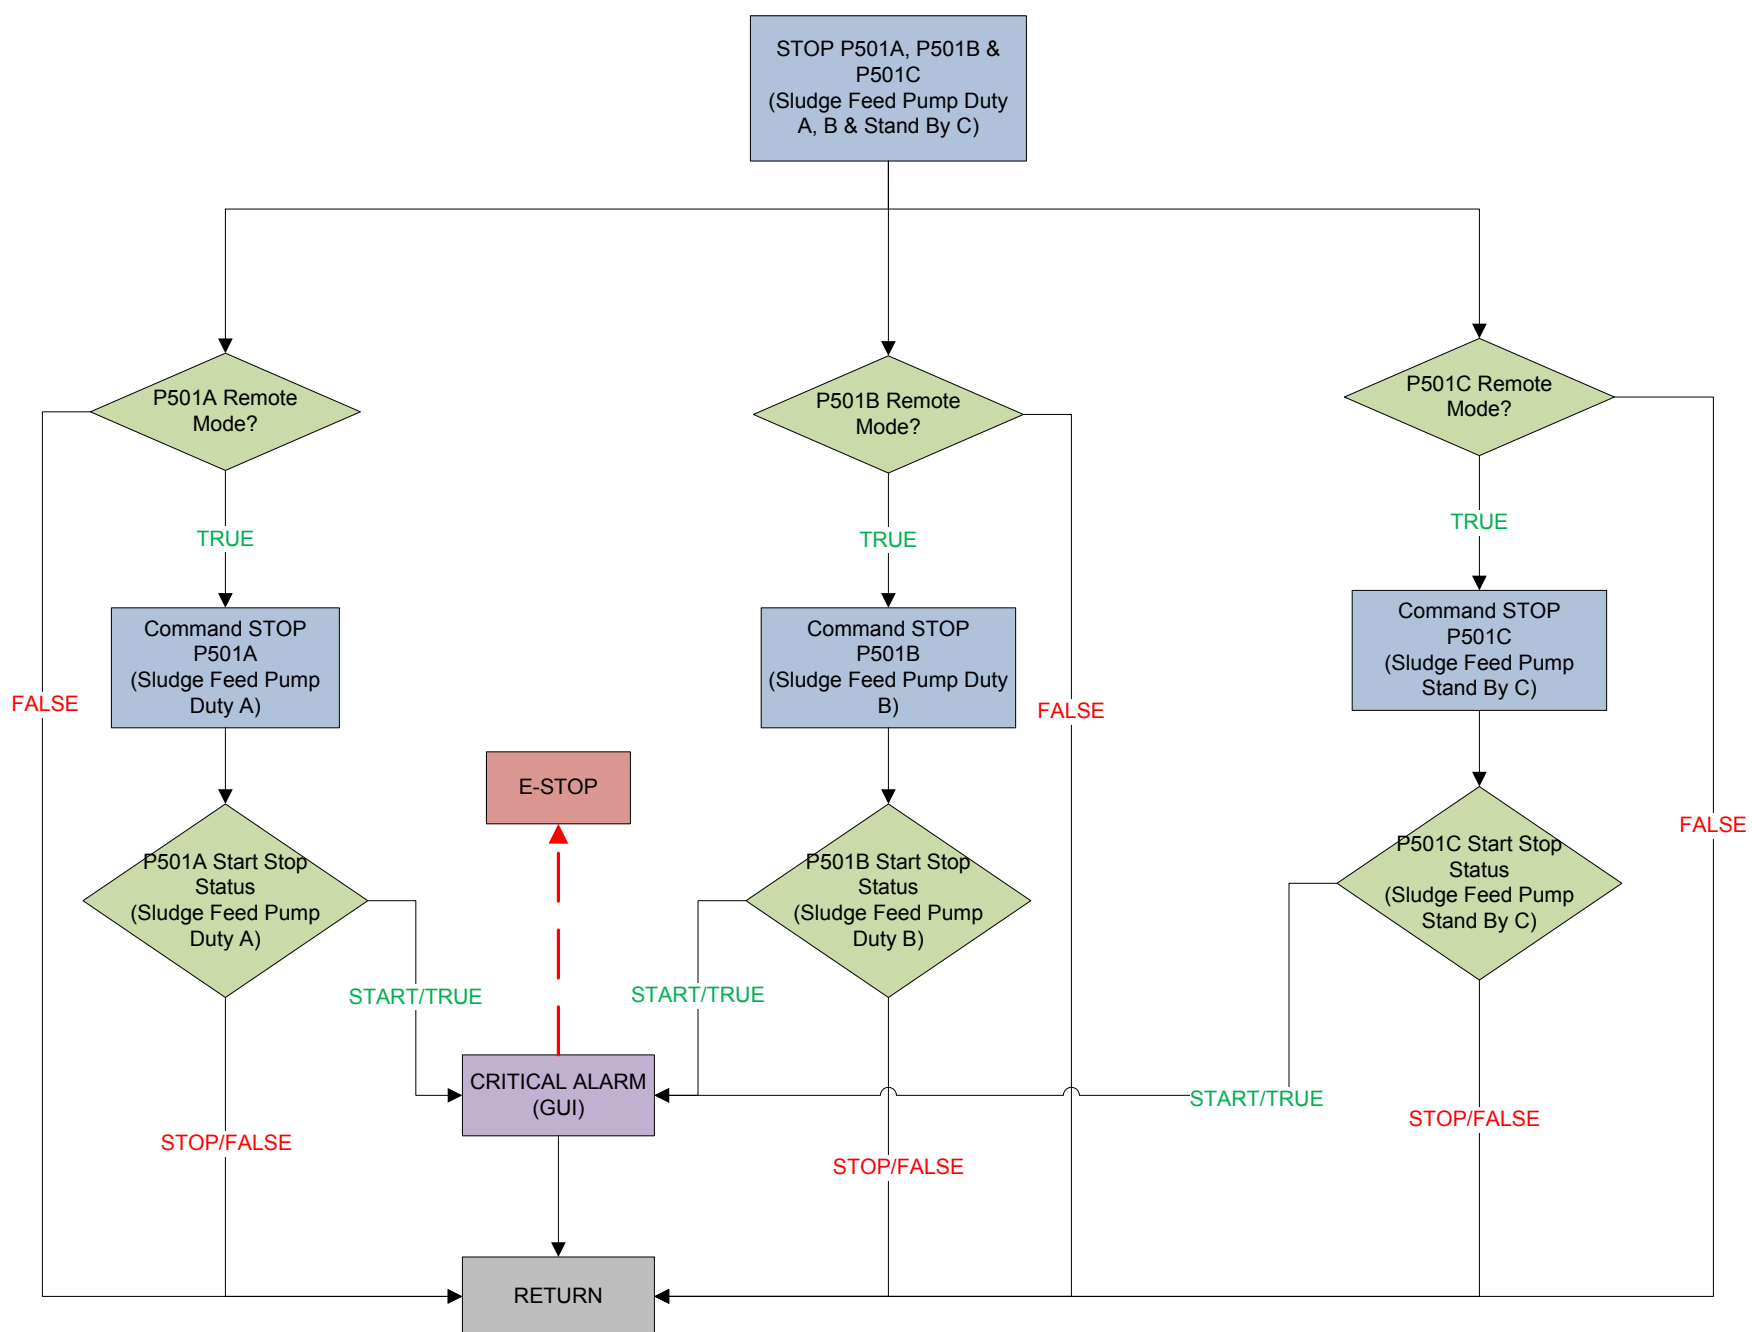 STOP P501A, P501B &
P501C
(Sludge Feed Pump Duty
A, B & Stand By C)
P501A Remote
Mode?
P501B Remote
Mode?
P501C Remote
Mode?
TRUE
TRUE
TRUE
Command STOP
P501A
(Sludge Feed Pump
Duty A)
Command STOP
P501B
(Sludge Feed Pump Duty
B)
Command STOP
P501C
(Sludge Feed Pump
Stand By C)
FALSE
FALSE
FALSE
E-STOP
P501A Start Stop
Status
(Sludge Feed Pump
Duty A)
P501B Start Stop
Status
(Sludge Feed Pump
Duty B)
P501C Start Stop
Status
(Sludge Feed Pump
Stand By C)
START/TRUE
START/TRUE
START/TRUE
CRITICAL ALARM
(GUI)
STOP/FALSE
STOP/FALSE
STOP/FALSE
RETURN